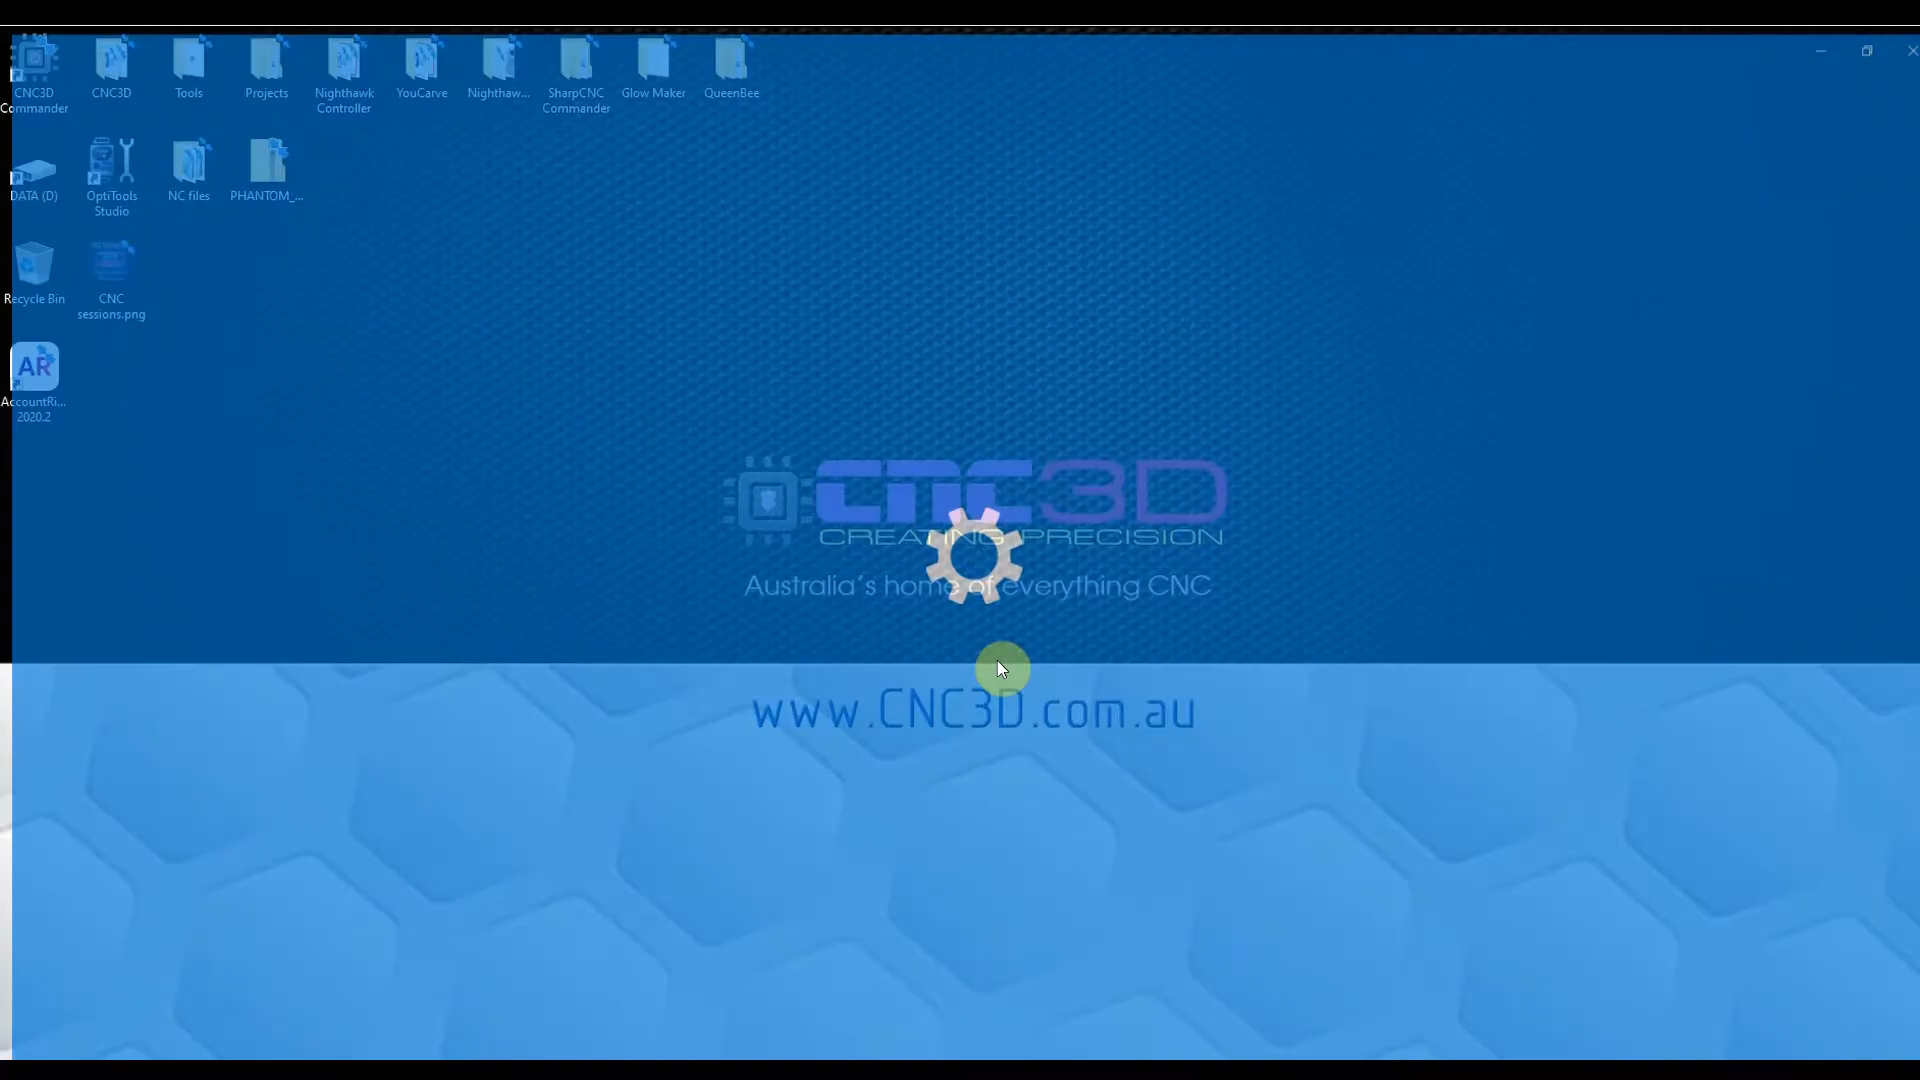 CNC3D
Commander
CNC3D
Tools
Projects
Nighthawk
Controller
YouCarve
Nighthaw...
SharpCNC
Commander
Glow Maker
QueenBee
DATA (D)
OptiTools
Studio
NC files
PHANTOM_...
Recycle Bin
CNC
sessions.png
AR
AccountRi...
2020.2
CNC3D
CREATING PRECISION
Australia's home of everything CNC
www.CNC3D.com.au